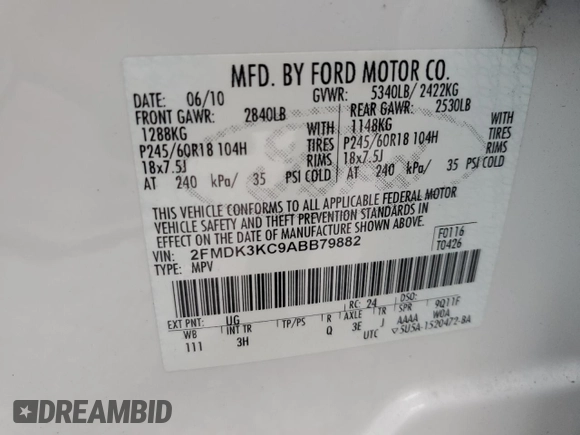 MFD. BY FORD MOTOR CO.
DATE: 06/10 GVWR: 5340LB/ 2422KG
FRONT GAWR: 2840LB REAR GAWR: 2530LB
1288KG WITH 1148KG WITH
P245/60R18 104H TIRES P245/60R18 104H TIRES
18x7.5J RIMS 18x7.5J RIMS
AT 240 kPa/ 35 PSI COLD AT 240 kPa/ 35 PSI COLD
THIS VEHICLE CONFORMS TO ALL APPLICABLE FEDERAL MOTOR
VEHICLE SAFETY AND THEFT PREVENTION STANDARDS IN
EFFECT ON THE DATE OF MANUFACTURE SHOWN ABOVE.
VIN: 2FMDK3KC9ABB79882 F0116
TYPE: MPV T0426
EXT PNT: UG RC: 24 DSO: 9Q11F
WB INT TR TP/PS R AXLE TR SPR W0A
111 3H Q 3E J AAAA
UTC 5U5A-1520472-BA
DREAMBID